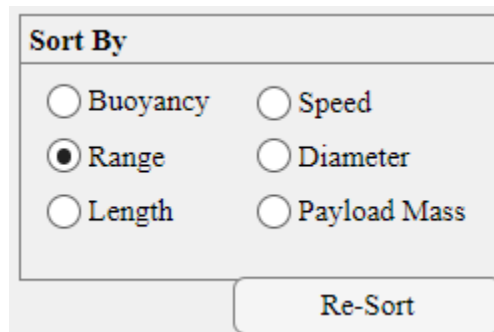 Sort By
Buoyancy Speed
Range Diameter
Length Payload Mass
Re-Sort